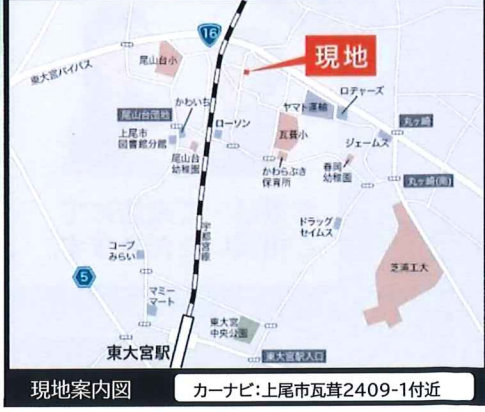 16
東大宮バイパス
尾山台小
現地
ロヂャーズ
ヤマト運輸
尾山台団地
かわいち
ローソン
上尾市
図書館分館
尾山台
幼稚園
瓦葺小
かわらぶき
保育所
丸ヶ崎
ジェームス
春岡
幼稚園
丸ヶ崎(南)
ドラッグ
セイムス
宇都宮線
コープ
みらい
芝浦工大
5
マミー
マート
東大宮
中央公園
東大宮駅
東大宮駅入口
現地案内図
カーナビ:上尾市瓦葺2409-1付近